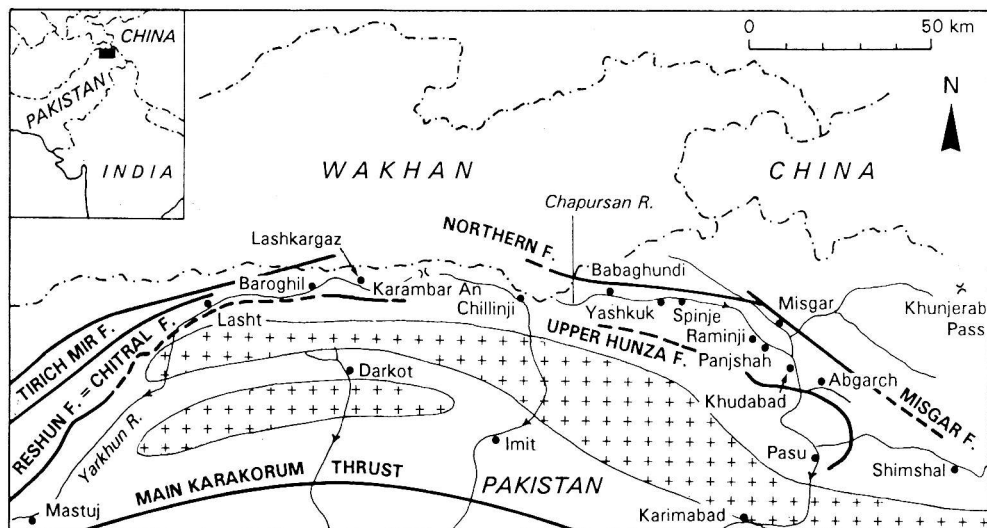 CHINA
PAKISTAN
INDIA
0 50 km
N
WAKHAN
CHINA
Chapursan R.
NORTHERN F.
Lashkargaz
Babaghundi
Baroghil
Karambar An
Misgar
Khunjerab
Pass
Chillinji
Yashkuk
Spinje
Lasht
Raminji
UPPER HUNZA F.
Panjshah
TIRICH MIR F.
RESHUN F. = CHITRAL F.
Darkot
Abgarch
MISGAR F.
Khudabad
Yarkhun R.
Imit
Pasu
Shimshal
MAIN KARAKORUM THRUST
PAKISTAN
Mastuj
Karimabad